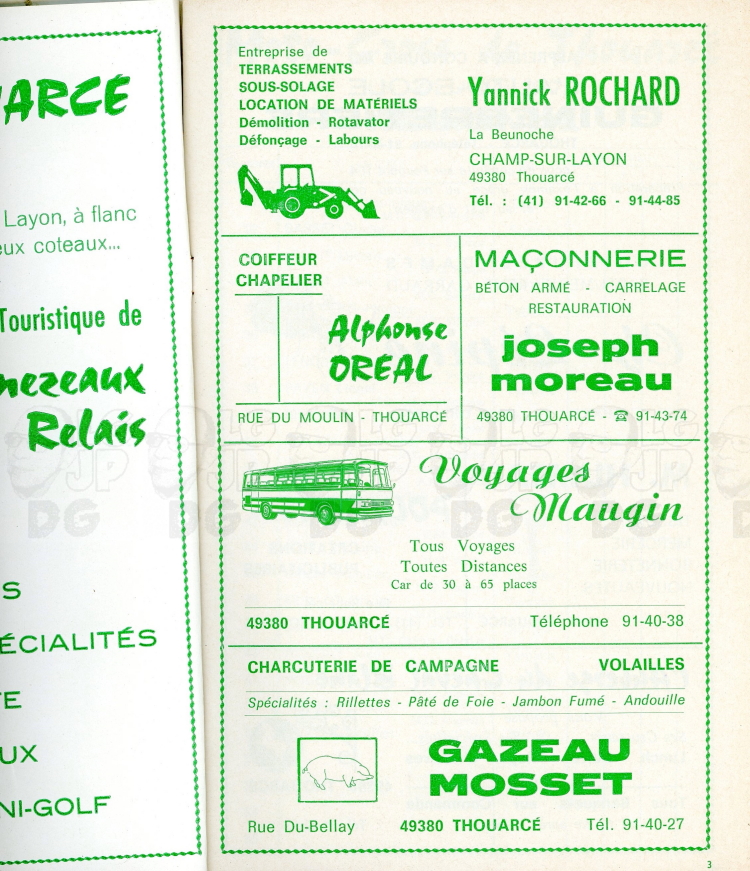 ARCE
Layon, à flanc
eux coteaux...
Touristique de
nezeaux
Relais
S
ÉCIALITÉS
TE
UX
NI-GOLF
Entreprise de
TERRASSEMENTS
SOUS-SOLAGE
LOCATION DE MATÉRIELS
Démolition - Rotavator
Défonçage - Labours
Yannick ROCHARD
La Beunoche
CHAMP-SUR-LAYON
49380 Thouarcé
Tél. : (41) 91-42-66 - 91-44-85
COIFFEUR
CHAPELIER
Alphonse
OREAL
RUE DU MOULIN - THOUARCÉ
MAÇONNERIE
BÉTON ARMÉ - CARRELAGE
RESTAURATION
joseph
moreau
49380 THOUARCÉ - ☎ 91-43-74
Voyages
Maugin
Tous Voyages
Toutes Distances
Car de 30 à 65 places
49380 THOUARCÉ Téléphone 91-40-38
CHARCUTERIE DE CAMPAGNE VOLAILLES
Spécialités : Rillettes - Pâté de Foie - Jambon Fumé - Andouille
GAZEAU
MOSSET
Rue Du-Bellay 49380 THOUARCÉ Tél. 91-40-27
3
LG
JP
DG